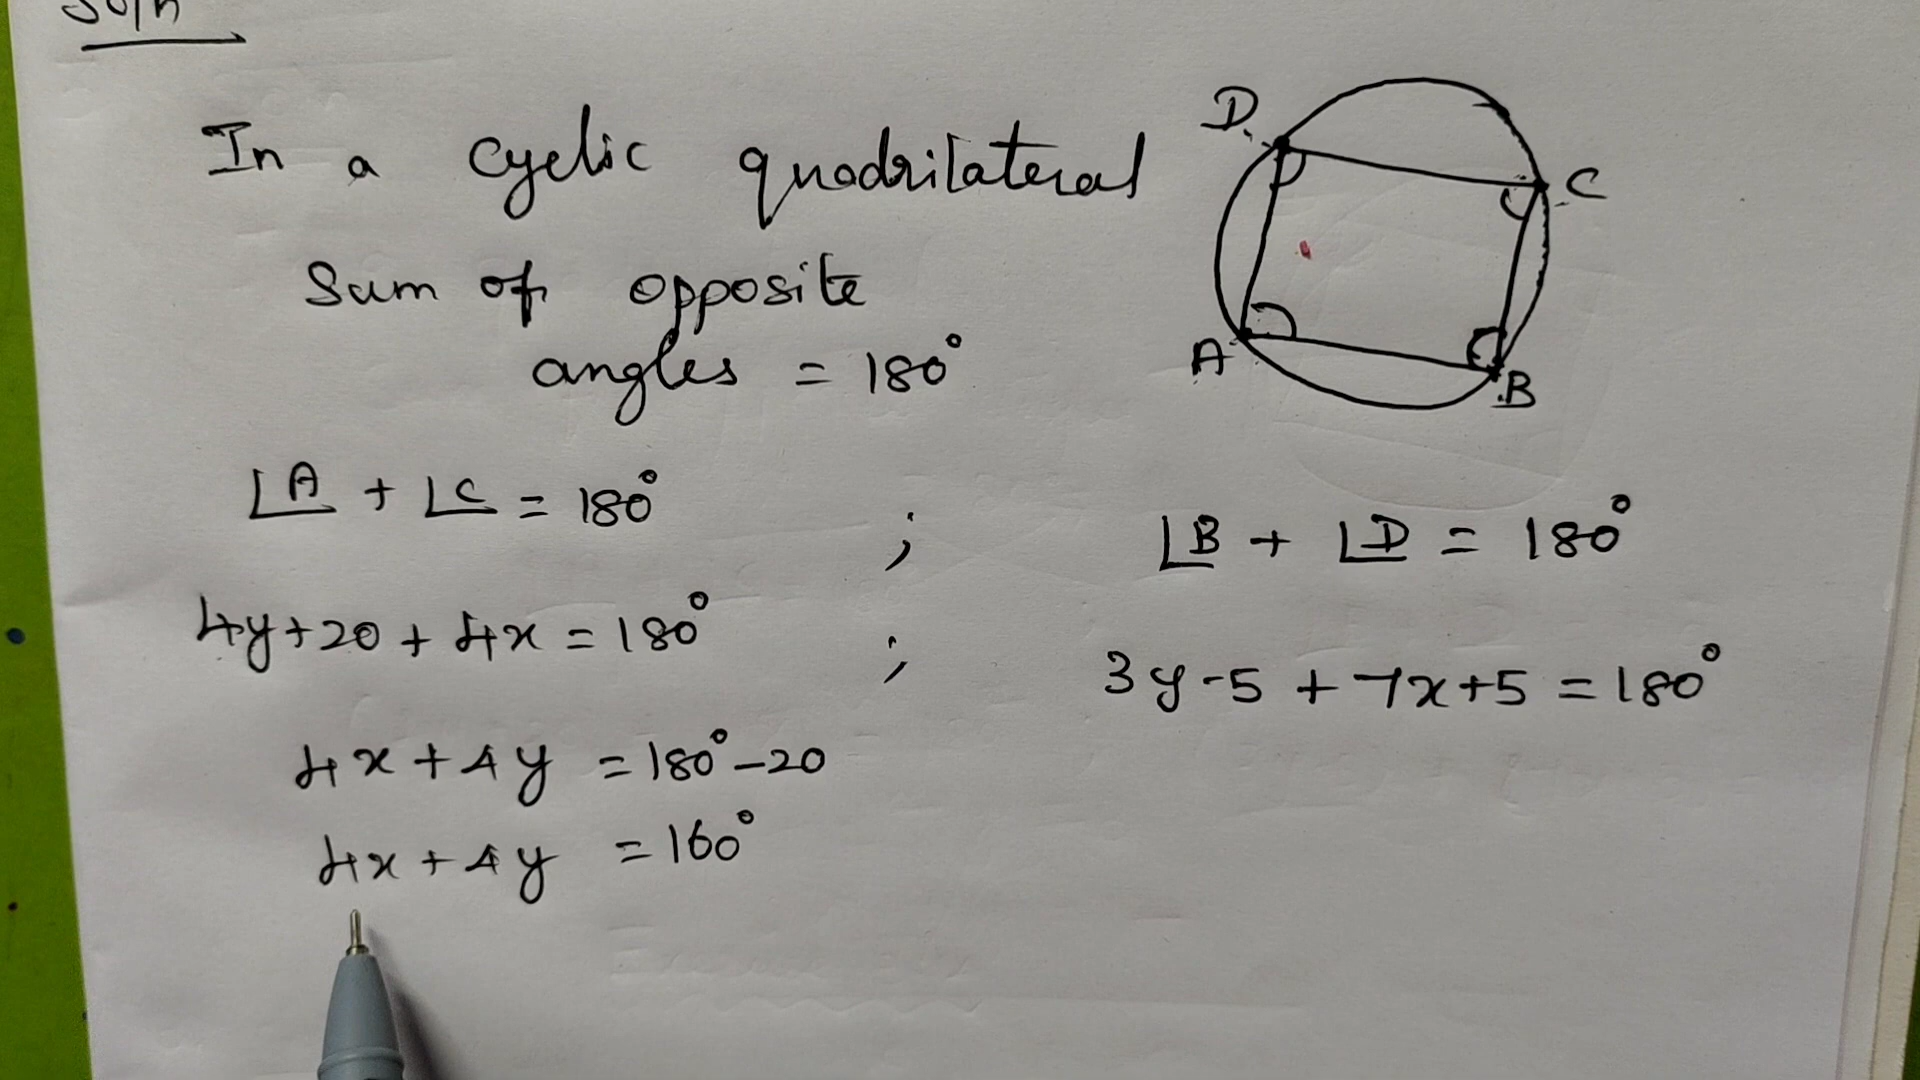 Soln
In a cyclic quadrilateral
Sum of opposite
angles = 180°
D
C
A
B
∠A + ∠C = 180° ; ∠B + ∠D = 180°
4y+20 + 4x = 180° ; 3y-5 + 7x+5 = 180°
4x + 4y = 180° - 20
4x + 4y = 160°